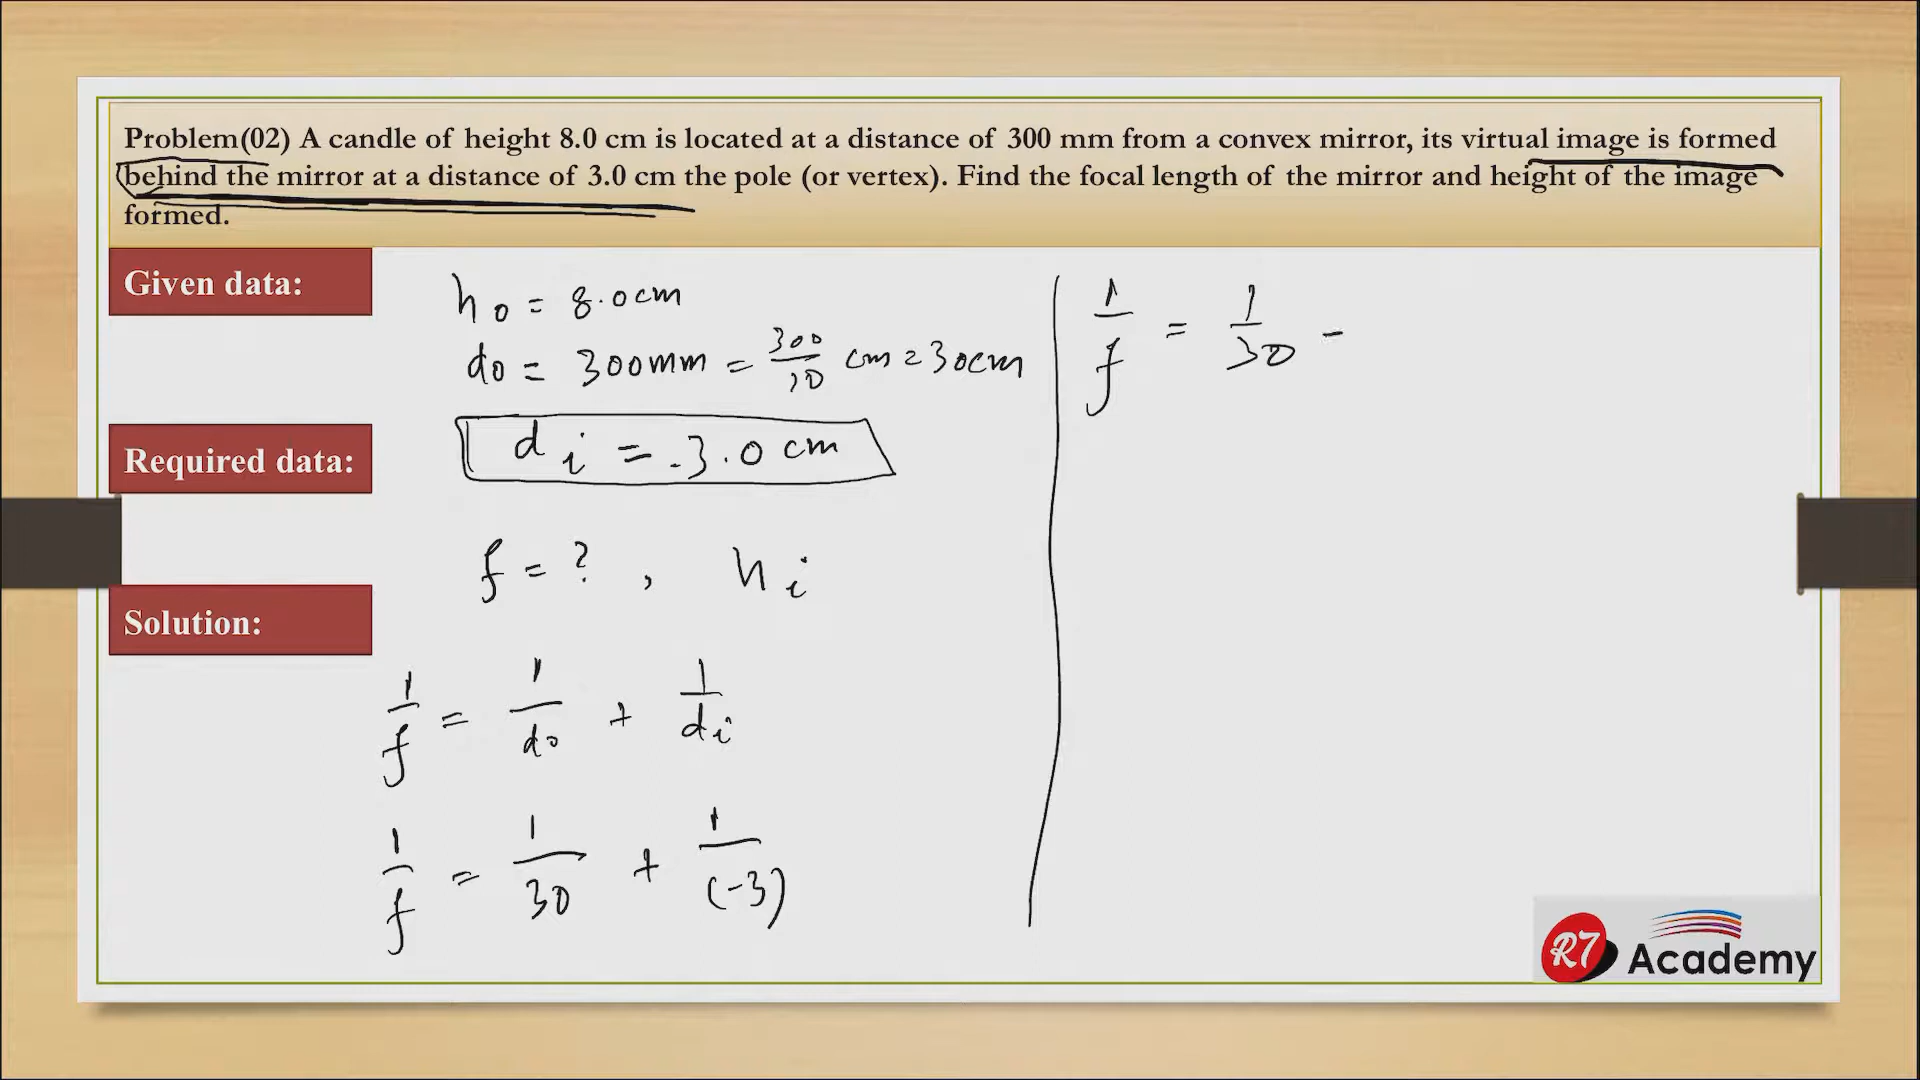 Problem(02) A candle of height 8.0 cm is located at a distance of 300 mm from a convex mirror, its virtual image is formed
behind the mirror at a distance of 3.0 cm the pole (or vertex). Find the focal length of the mirror and height of the image
formed.
Given data:
h₀ = 8.0cm
d₀ = 300mm = 300/10 cm = 30cm
Required data:
dᵢ = -3.0 cm
f = ? , hᵢ
Solution:
1/f = 1/d₀ + 1/dᵢ
1/f = 1/30 + 1/(-3)
1/f = 1/30 -
R7 Academy